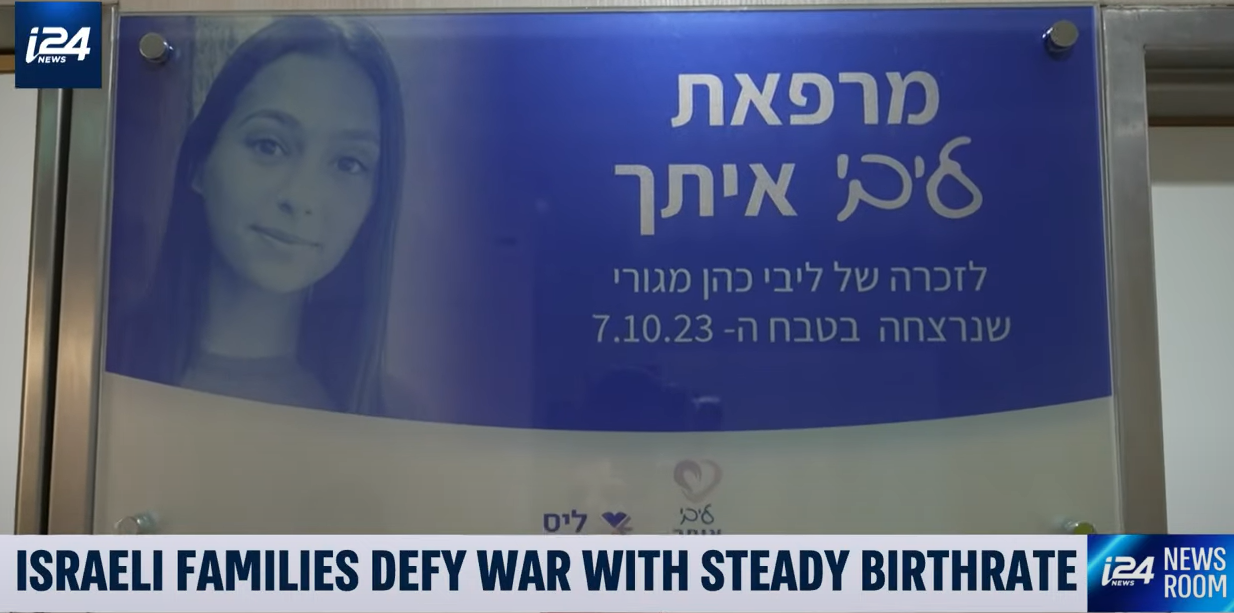 i24
NEWS
מרפאת
ליבי איתך
לזכרה של ליבי כהן מגורי
שנרצחה בטבח ה- 7.10.23
ליס
ליבי
ISRAELI FAMILIES DEFY WAR WITH STEADY BIRTHRATE
i24
NEWS
NEWS
ROOM